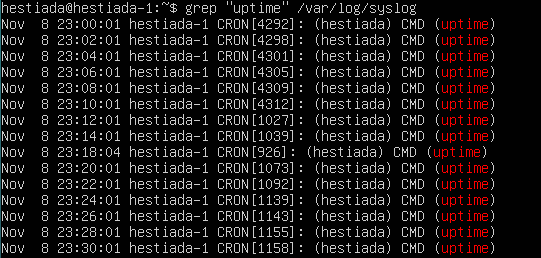 hestiada@hestiada-1:~$ grep "uptime" /var/log/syslog
Nov  8 23:00:01 hestiada-1 CRON[4292]: (hestiada) CMD (uptime)
Nov  8 23:02:01 hestiada-1 CRON[4298]: (hestiada) CMD (uptime)
Nov  8 23:04:01 hestiada-1 CRON[4301]: (hestiada) CMD (uptime)
Nov  8 23:06:01 hestiada-1 CRON[4305]: (hestiada) CMD (uptime)
Nov  8 23:08:01 hestiada-1 CRON[4309]: (hestiada) CMD (uptime)
Nov  8 23:10:01 hestiada-1 CRON[4312]: (hestiada) CMD (uptime)
Nov  8 23:12:01 hestiada-1 CRON[1027]: (hestiada) CMD (uptime)
Nov  8 23:14:01 hestiada-1 CRON[1039]: (hestiada) CMD (uptime)
Nov  8 23:18:04 hestiada-1 CRON[926]: (hestiada) CMD (uptime)
Nov  8 23:20:01 hestiada-1 CRON[1073]: (hestiada) CMD (uptime)
Nov  8 23:22:01 hestiada-1 CRON[1092]: (hestiada) CMD (uptime)
Nov  8 23:24:01 hestiada-1 CRON[1139]: (hestiada) CMD (uptime)
Nov  8 23:26:01 hestiada-1 CRON[1143]: (hestiada) CMD (uptime)
Nov  8 23:28:01 hestiada-1 CRON[1155]: (hestiada) CMD (uptime)
Nov  8 23:30:01 hestiada-1 CRON[1158]: (hestiada) CMD (uptime)